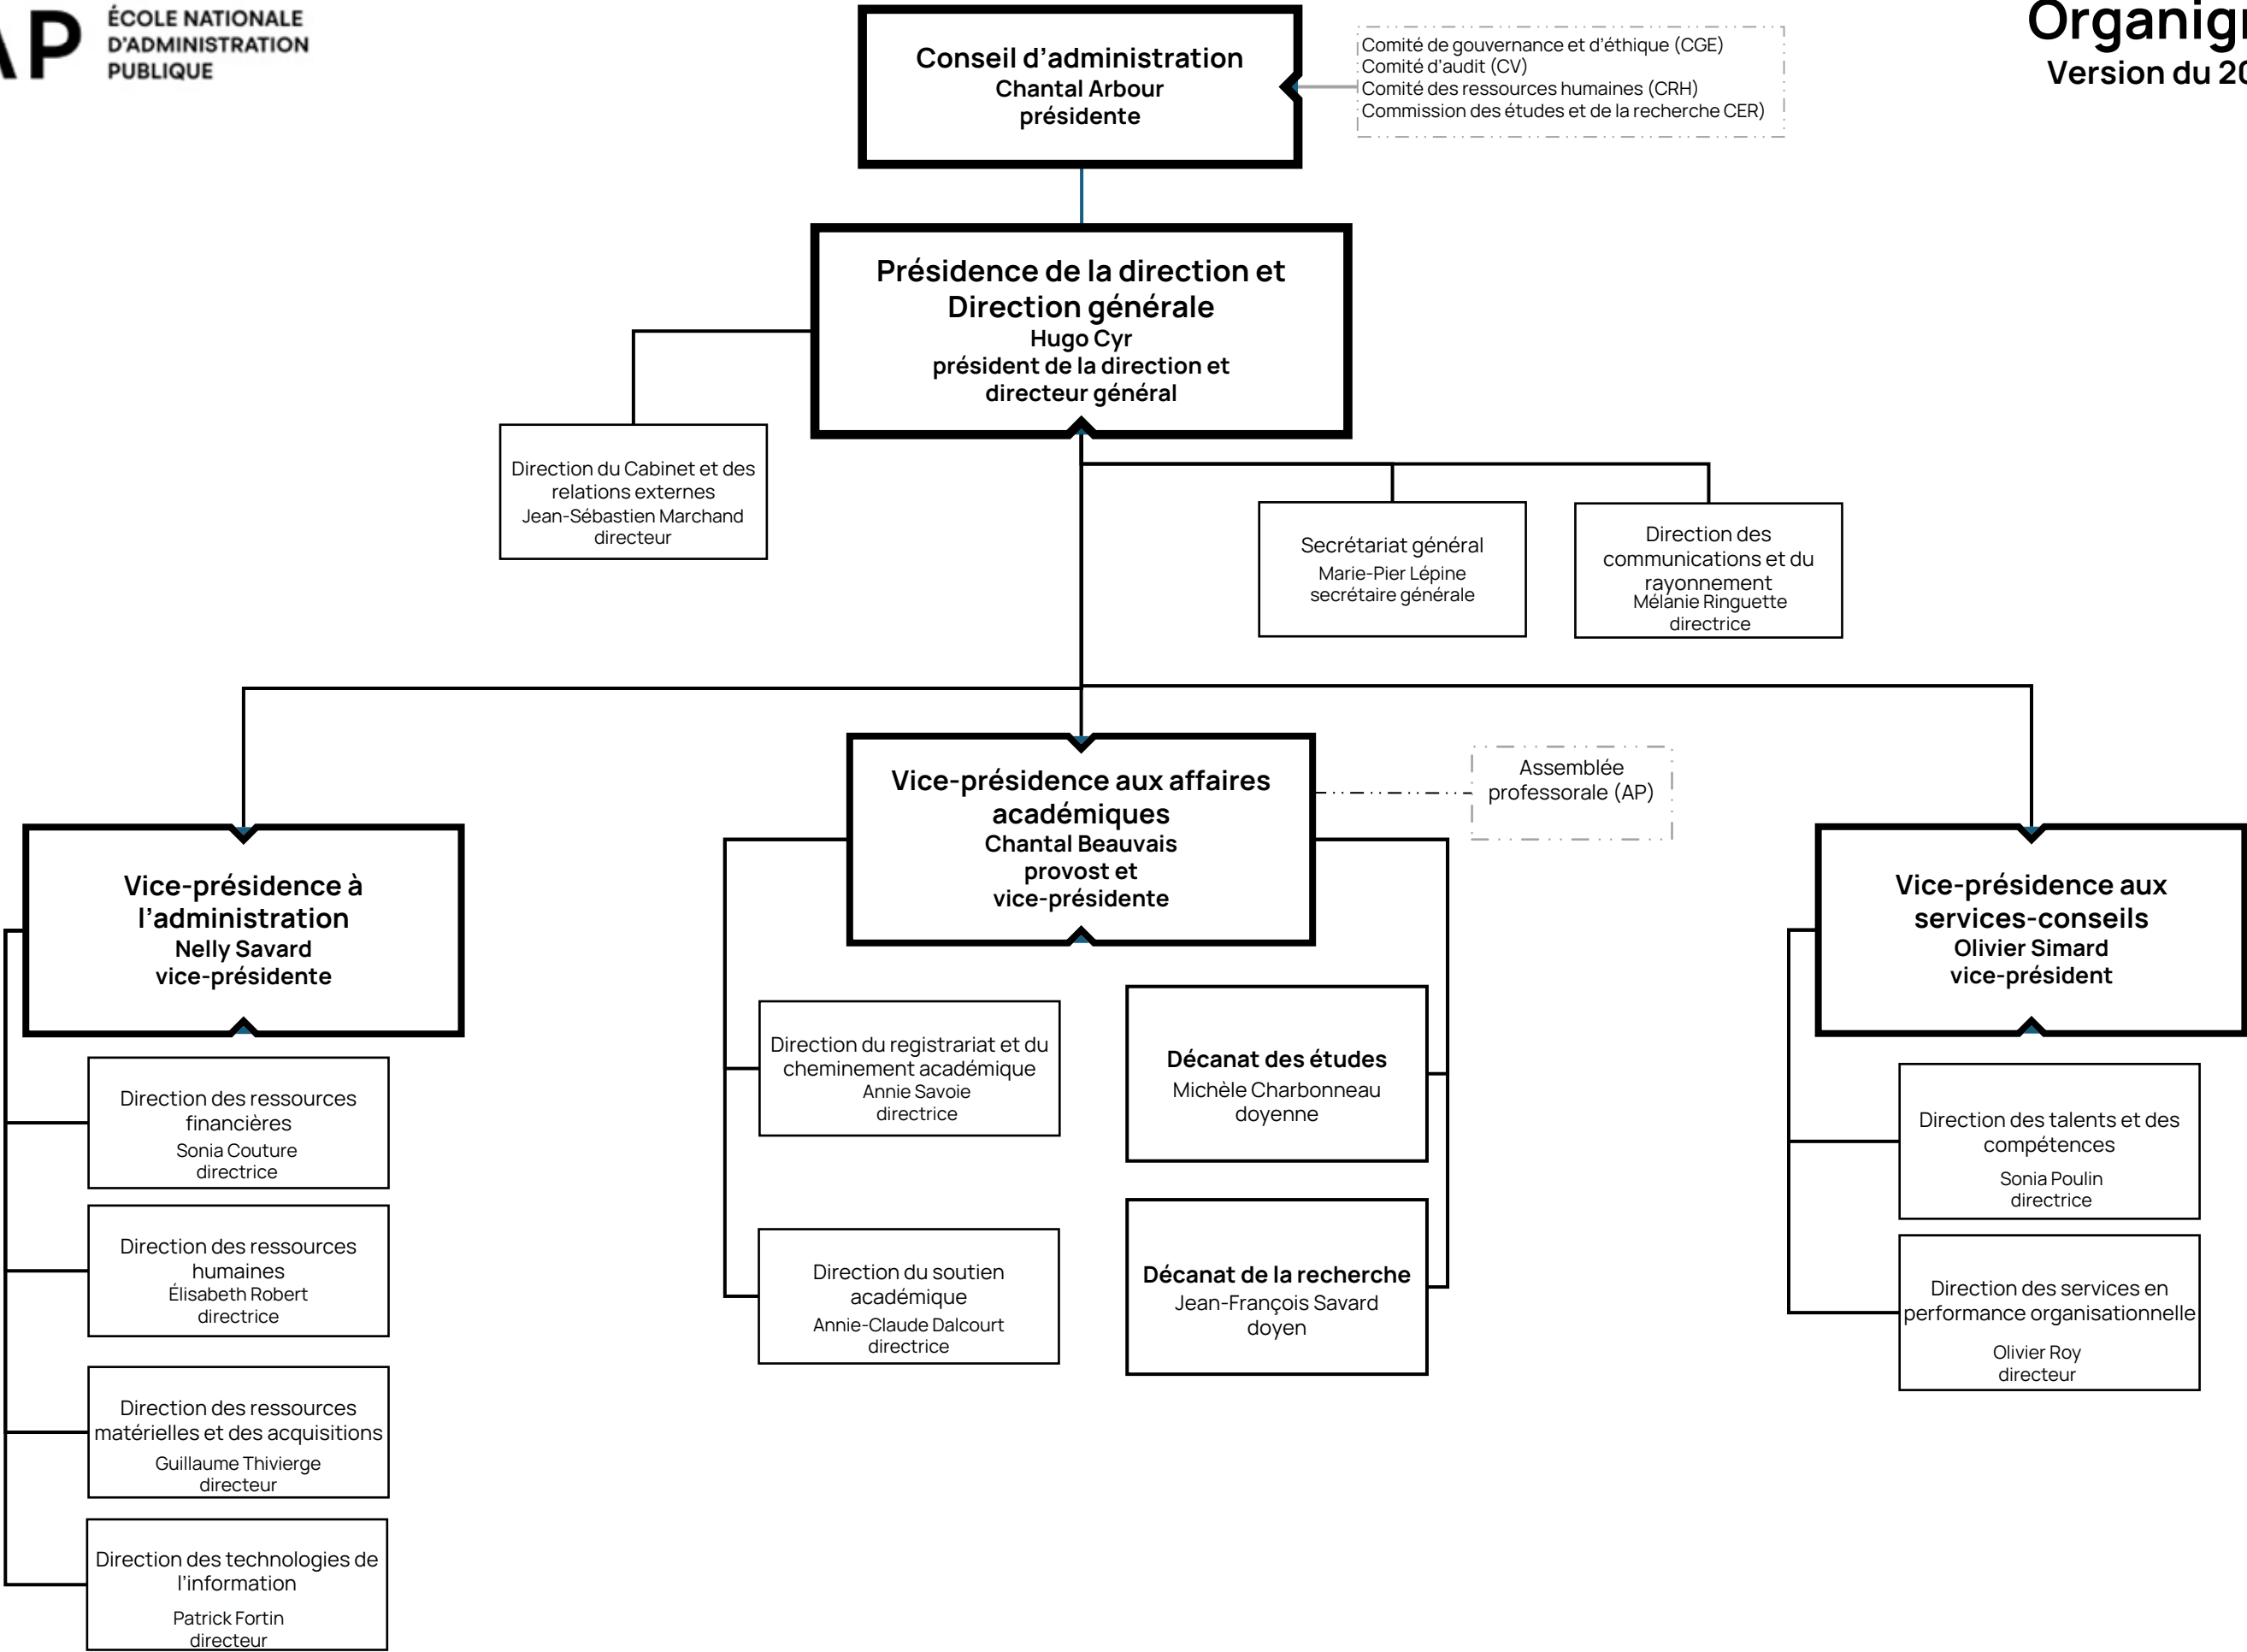 AP
ÉCOLE NATIONALE
D'ADMINISTRATION
PUBLIQUE
Conseil d'administration
Chantal Arbour
présidente
Comité de gouvernance et d'éthique (CGE)
Comité d'audit (CV)
Comité des ressources humaines (CRH)
Commission des études et de la recherche CER)
Organig
Version du 20
Présidence de la direction et
Direction générale
Hugo Cyr
président de la direction et
directeur général
Direction du Cabinet et des
relations externes
Jean-Sébastien Marchand
directeur
Secrétariat général
Marie-Pier Lépine
secrétaire générale
Direction des
communications et du
rayonnement
Mélanie Ringuette
directrice
Vice-présidence à
l'administration
Nelly Savard
vice-présidente
Vice-présidence aux affaires
académiques
Chantal Beauvais
provost et
vice-présidente
Assemblée
professorale (AP)
Vice-présidence aux
services-conseils
Olivier Simard
vice-président
Direction des ressources
financières
Sonia Couture
directrice
Direction des ressources
humaines
Élisabeth Robert
directrice
Direction des ressources
matérielles et des acquisitions
Guillaume Thivierge
directeur
Direction des technologies de
l'information
Patrick Fortin
directeur
Direction du registrariat et du
cheminement académique
Annie Savoie
directrice
Direction du soutien
académique
Annie-Claude Dalcourt
directrice
Décanat des études
Michèle Charbonneau
doyenne
Décanat de la recherche
Jean-François Savard
doyen
Direction des talents et des
compétences
Sonia Poulin
directrice
Direction des services en
performance organisationnelle
Olivier Roy
directeur